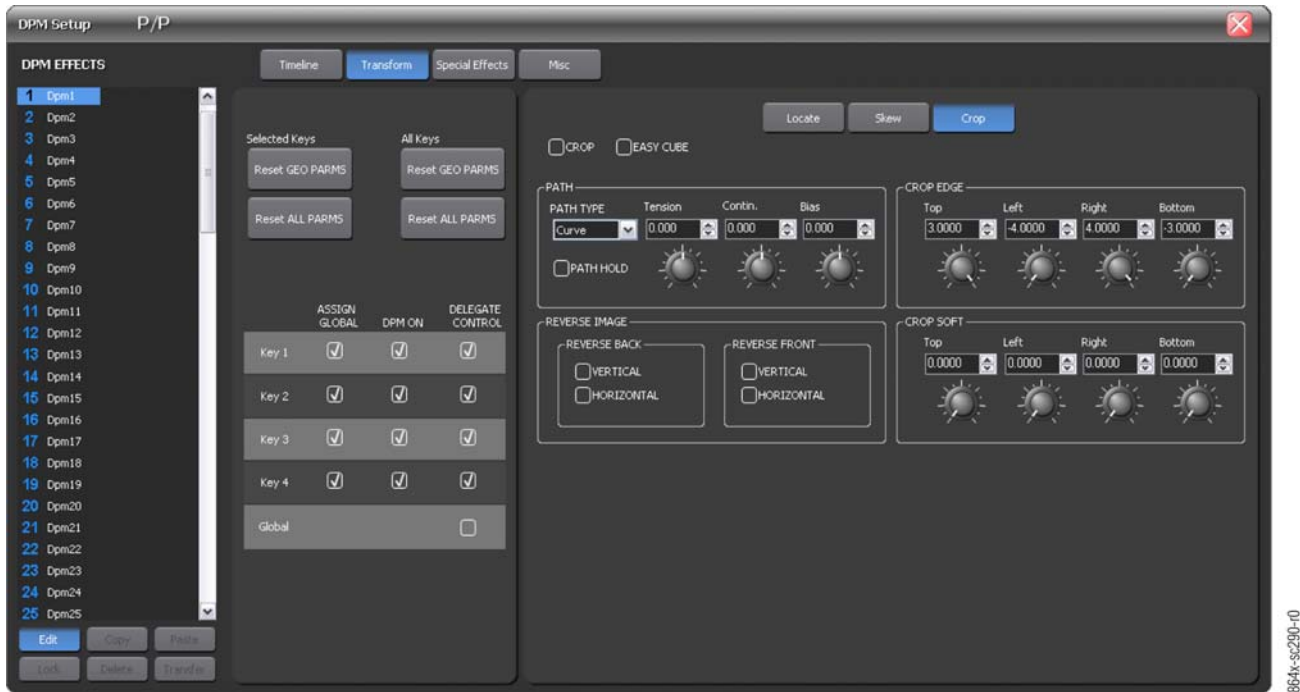 DPM Setup P/P
DPM EFFECTS
Timeline Transform Special Effects Misc
1 Dpm1
2 Dpm2
3 Dpm3
4 Dpm4
5 Dpm5
6 Dpm6
7 Dpm7
8 Dpm8
9 Dpm9
10 Dpm10
11 Dpm11
12 Dpm12
13 Dpm13
14 Dpm14
15 Dpm15
16 Dpm16
17 Dpm17
18 Dpm18
19 Dpm19
20 Dpm20
21 Dpm21
22 Dpm22
23 Dpm23
24 Dpm24
25 Dpm25
Edit Copy Paste
Lock Delete Transfer
Selected Keys All Keys
Reset GEO PARMS Reset GEO PARMS
Reset ALL PARMS Reset ALL PARMS
ASSIGN GLOBAL DPM ON DELEGATE CONTROL
Key 1
Key 2
Key 3
Key 4
Global
Locate Skew Crop
CROP EASY CUBE
PATH
PATH TYPE Tension Contin. Bias
Curve 0.000 0.000 0.000
PATH HOLD
CROP EDGE
Top Left Right Bottom
3.0000 -4.0000 4.0000 -3.0000
REVERSE IMAGE
REVERSE BACK
VERTICAL
HORIZONTAL
REVERSE FRONT
VERTICAL
HORIZONTAL
CROP SOFT
Top Left Right Bottom
0.0000 0.0000 0.0000 0.0000
864x-sc290-r0